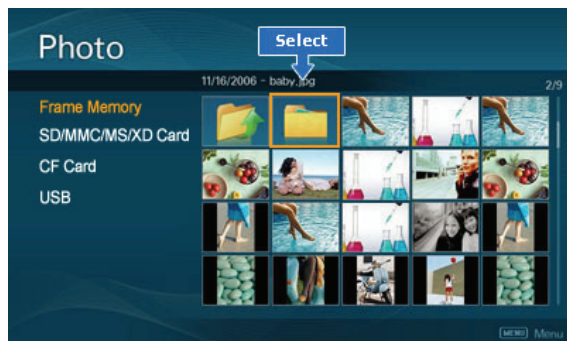 Photo
Select
11/16/2006 - baby.jpg
2/9
Frame Memory
SD/MMC/MS/XD Card
CF Card
USB
MENU Menu